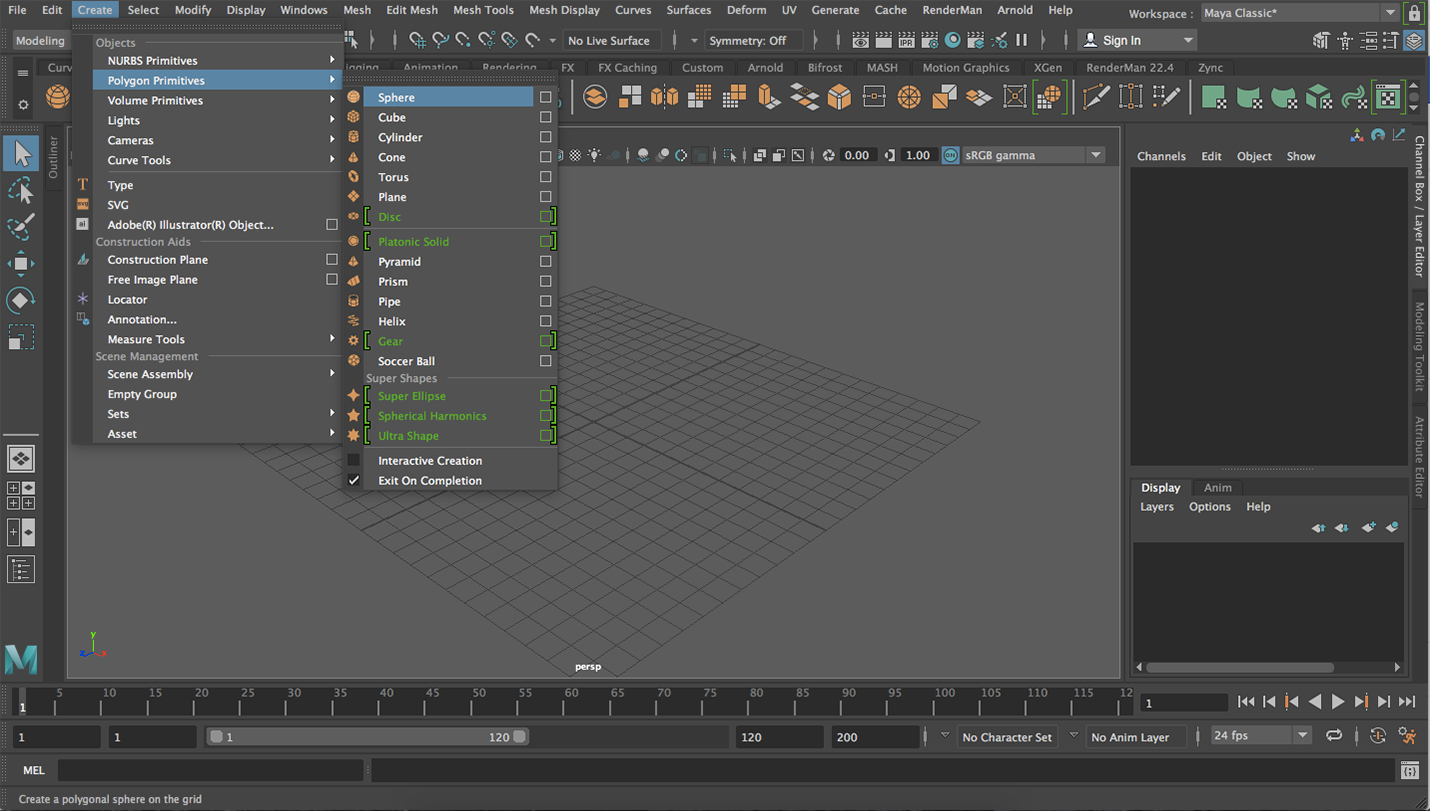 File Edit Create Select Modify Display Windows Mesh Edit Mesh Mesh Tools Mesh Display Curves Surfaces Deform UV Generate Cache RenderMan Arnold Help
Workspace : Maya Classic*
Modeling
No Live Surface
Symmetry: Off
Sign In
Animation Rendering FX FX Caching Custom Arnold Bifrost MASH Motion Graphics XGen RenderMan 22.4 Zync
Objects
NURBS Primitives
Polygon Primitives
Volume Primitives
Lights
Cameras
Curve Tools
Type
SVG
Adobe(R) Illustrator(R) Object...
Construction Aids
Construction Plane
Free Image Plane
Locator
Annotation...
Measure Tools
Scene Management
Scene Assembly
Empty Group
Sets
Asset
Sphere
Cube
Cylinder
Cone
Torus
Plane
Disc
Platonic Solid
Pyramid
Prism
Pipe
Helix
Gear
Soccer Ball
Super Shapes
Super Ellipse
Spherical Harmonics
Ultra Shape
Interactive Creation
Exit On Completion
Outliner
0.00
1.00
ON
sRGB gamma
Channels Edit Object Show
Channel Box / Layer Editor
Modeling Toolkit
Attribute Editor
Display Anim
Layers Options Help
persp
y
z
x
1 5 10 15 20 25 30 35 40 45 50 55 60 65 70 75 80 85 90 95 100 105 110 115 12
1
1 1 1 120 120 200 No Character Set No Anim Layer 24 fps
MEL
Create a polygonal sphere on the grid